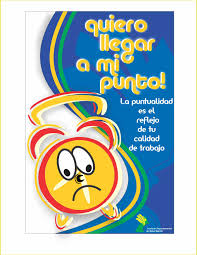 quiero
llegar
a mi
punto!
La puntualidad
es el
reflejo
de tu
calidad
de trabajo